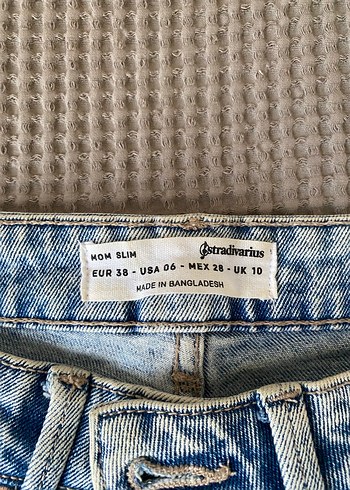 MOM SLIM stradivarius
EUR 38 - USA 06 - MEX 28 - UK 10
MADE IN BANGLADESH